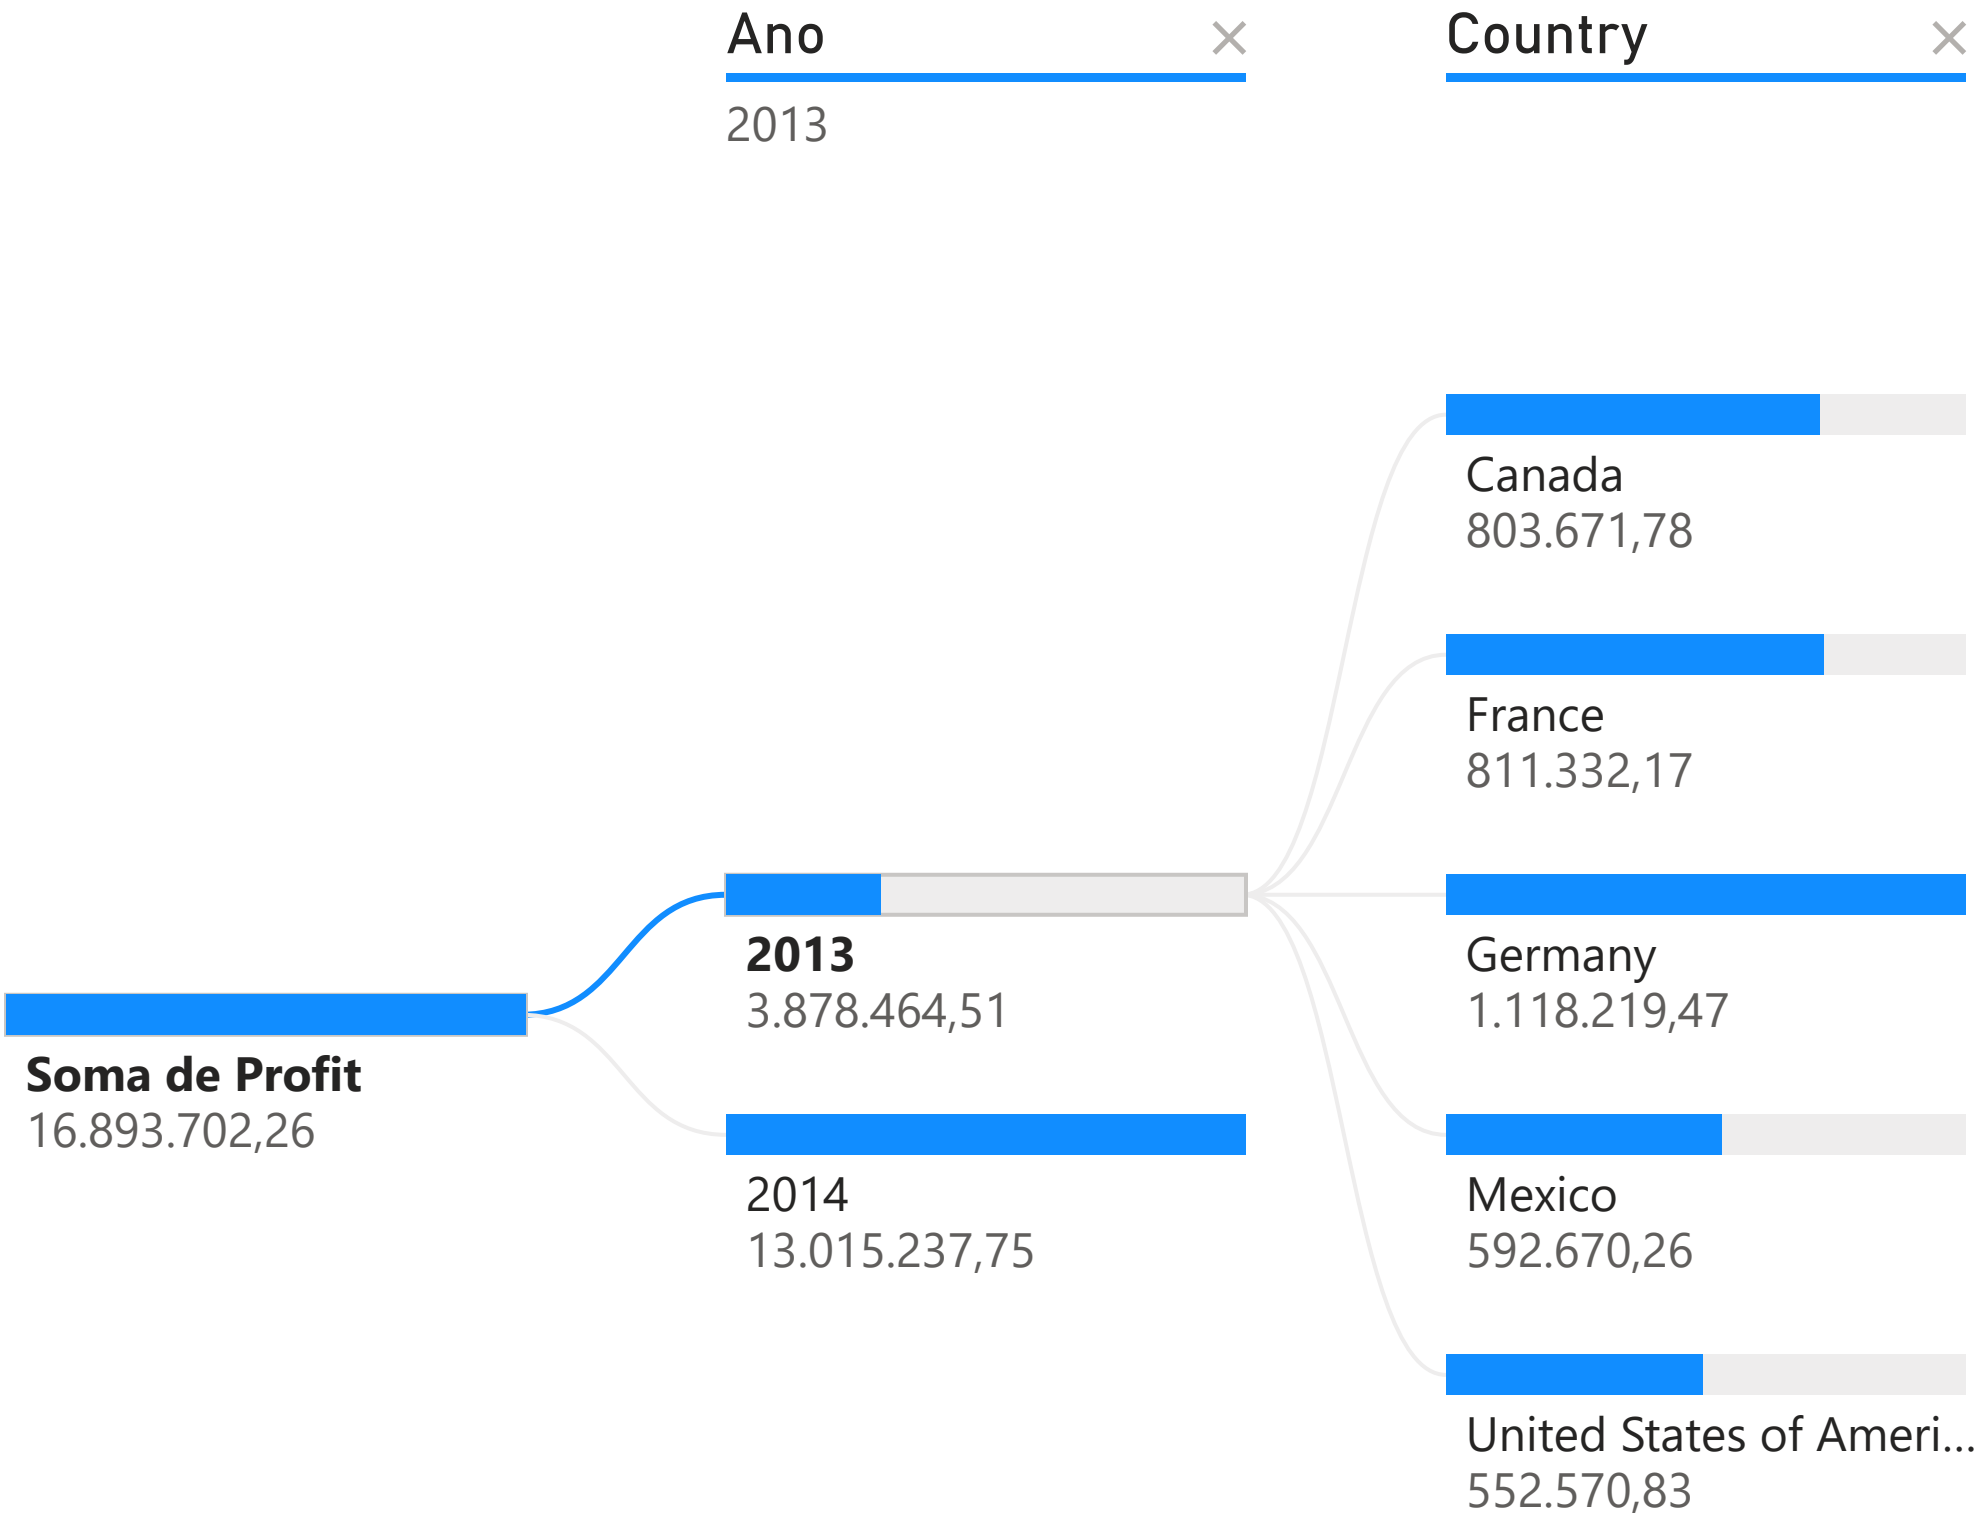 Ano
2013
Country
Soma de Profit
16.893.702,26
2013
3.878.464,51
2014
13.015.237,75
Canada
803.671,78
France
811.332,17
Germany
1.118.219,47
Mexico
592.670,26
United States of Ameri...
552.570,83